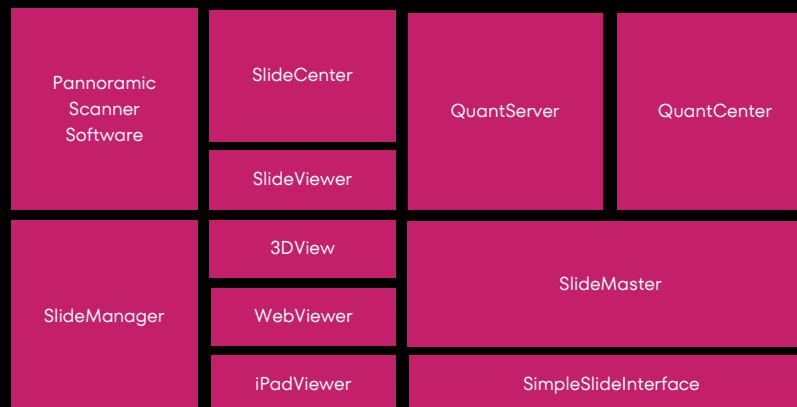 Pannoramic
Scanner
Software
SlideCenter
QuantServer
QuantCenter
SlideViewer
3DView
SlideManager
SlideMaster
WebViewer
iPadViewer
SimpleSlideInterface